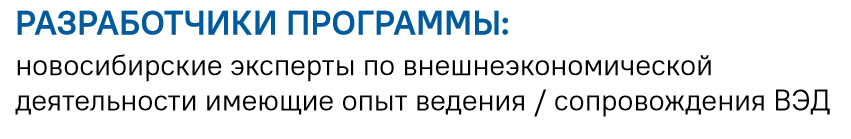 РАЗРАБОТЧИКИ ПРОГРАММЫ:
новосибирские эксперты по внешнеэкономической
деятельности имеющие опыт ведения / сопровождения ВЭД